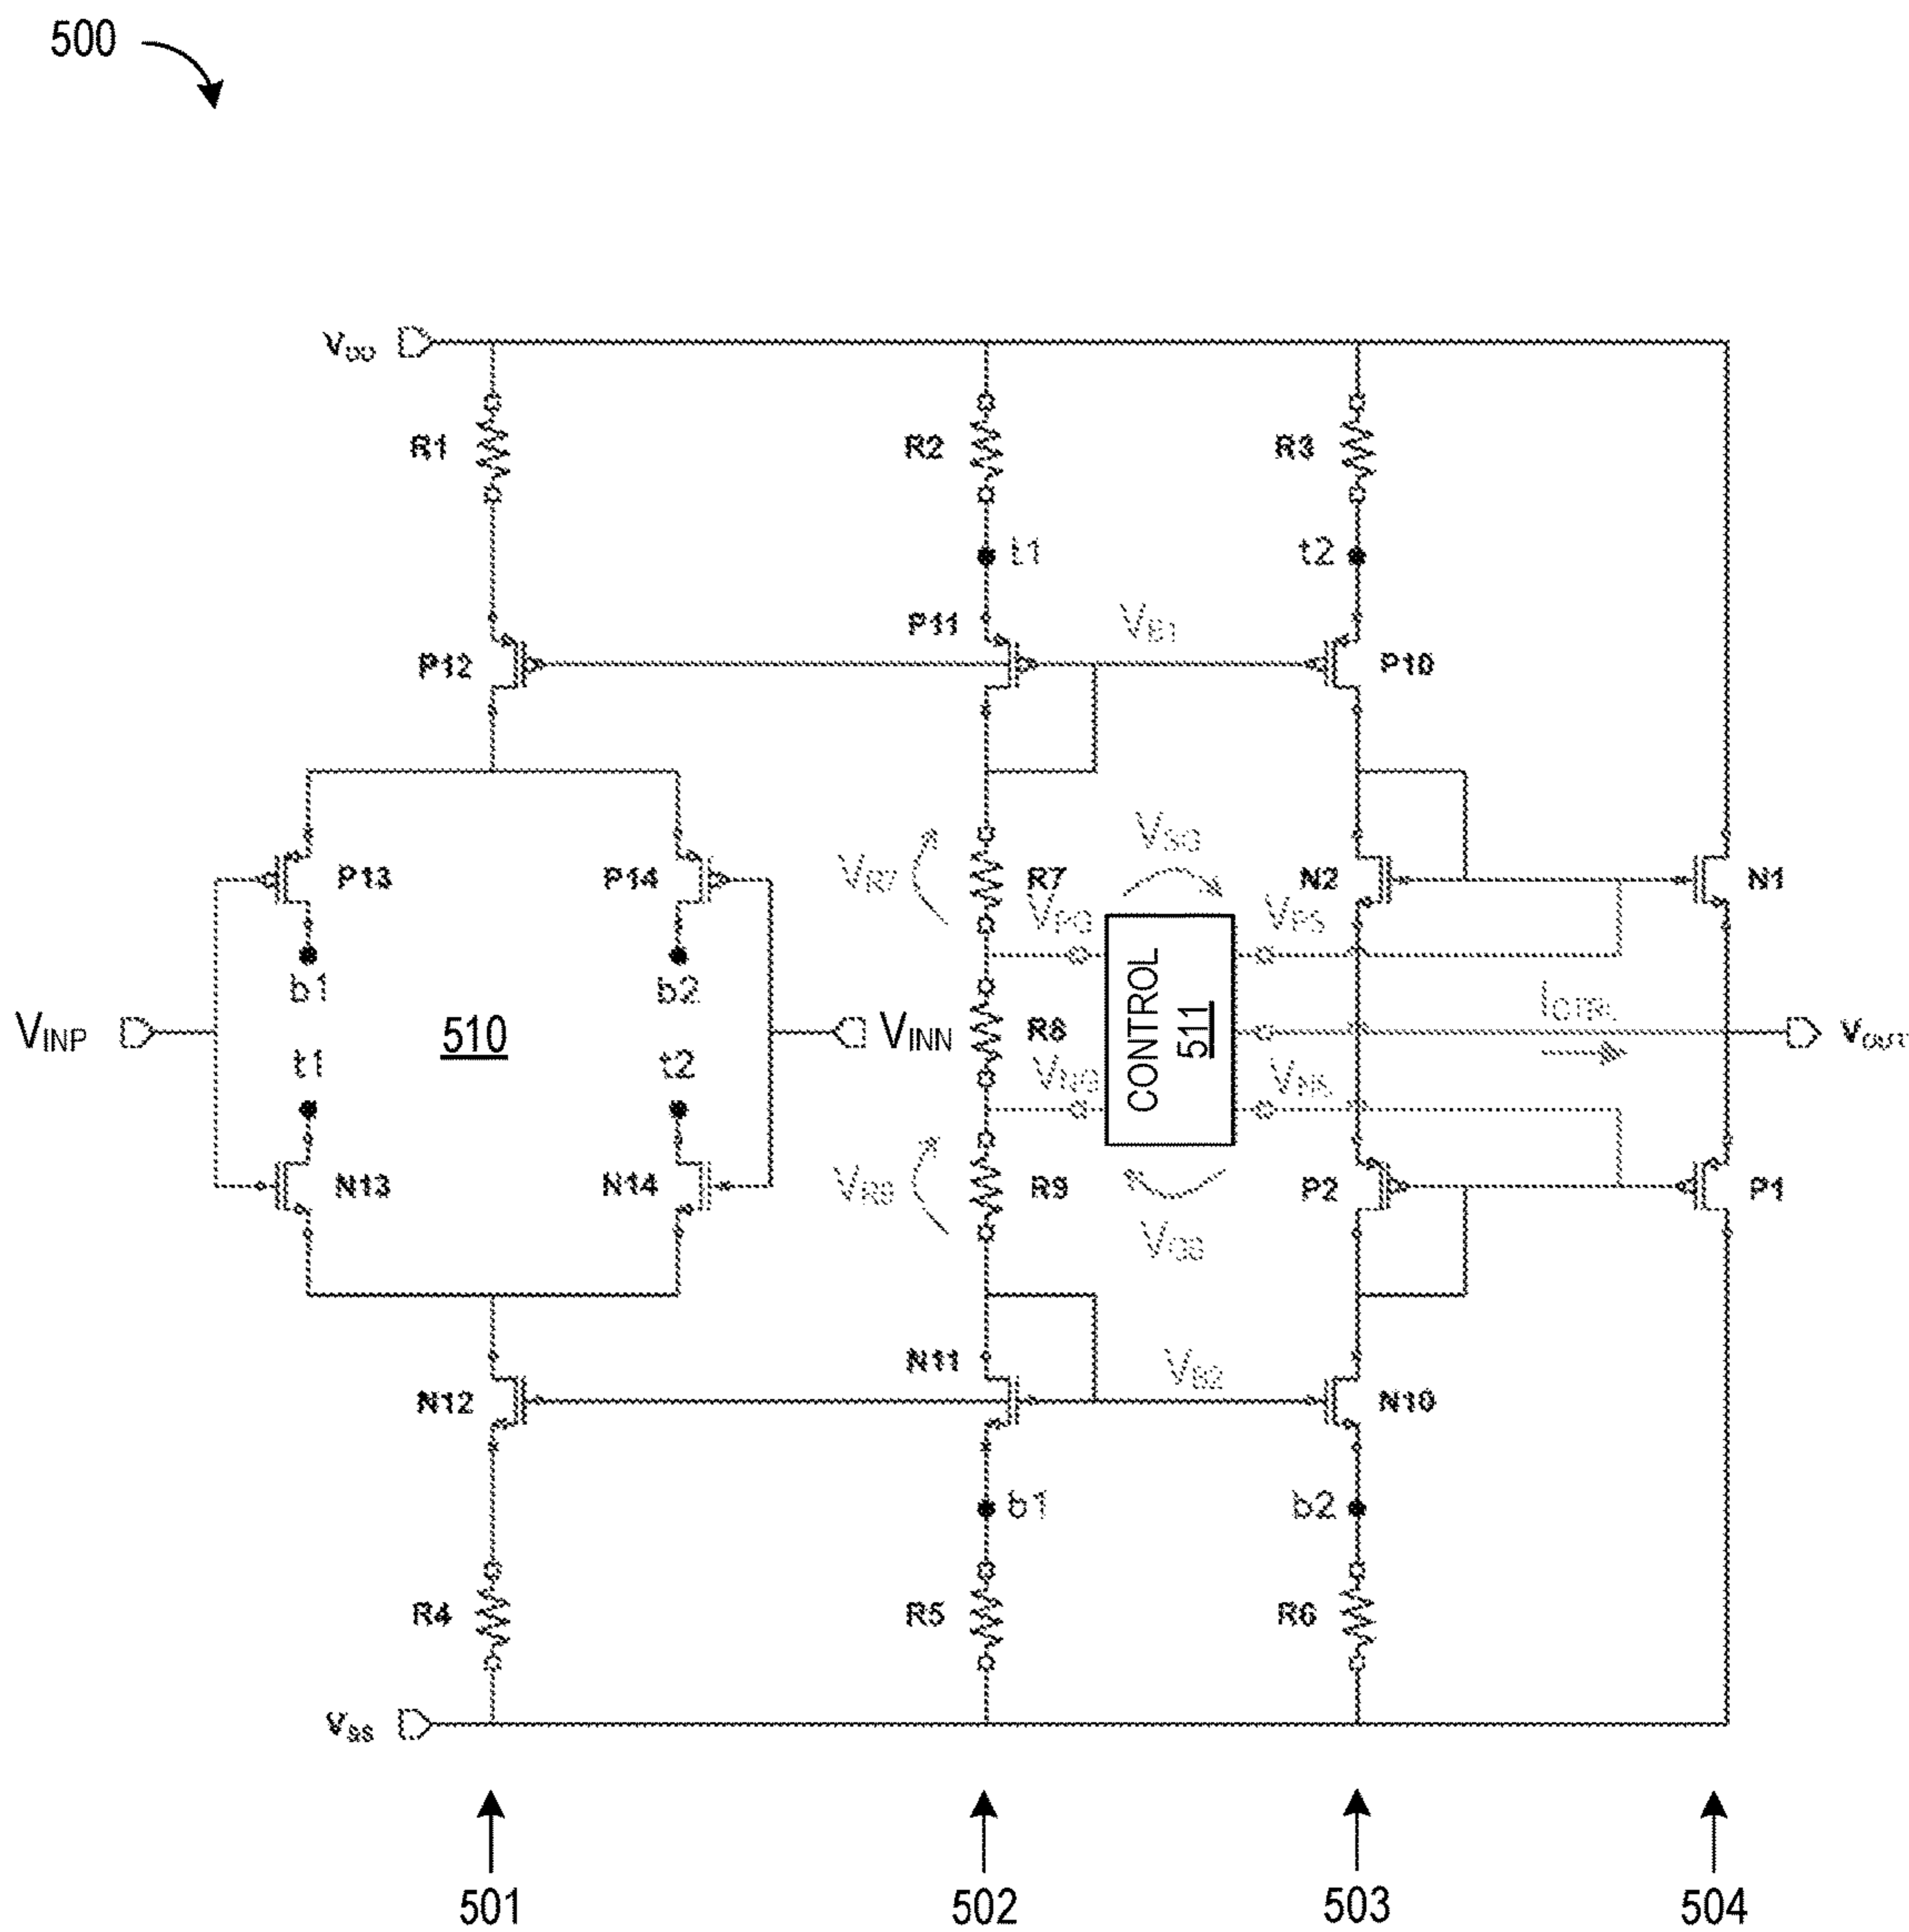 500
VDD
R1
R2
R3
t1
t2
P11
VB1
P12
P10
VSG
VR7
P13
P14
R7
N2
N1
VPG
VPS
b1
b2
CONTROL 511
ICTRL
VINP
510
VINN
R8
VOUT
t1
t2
VNG
VNS
N13
N14
VR9
R9
P2
P1
VGS
N11
VB2
N12
N10
b1
b2
R4
R5
R6
VSS
501
502
503
504